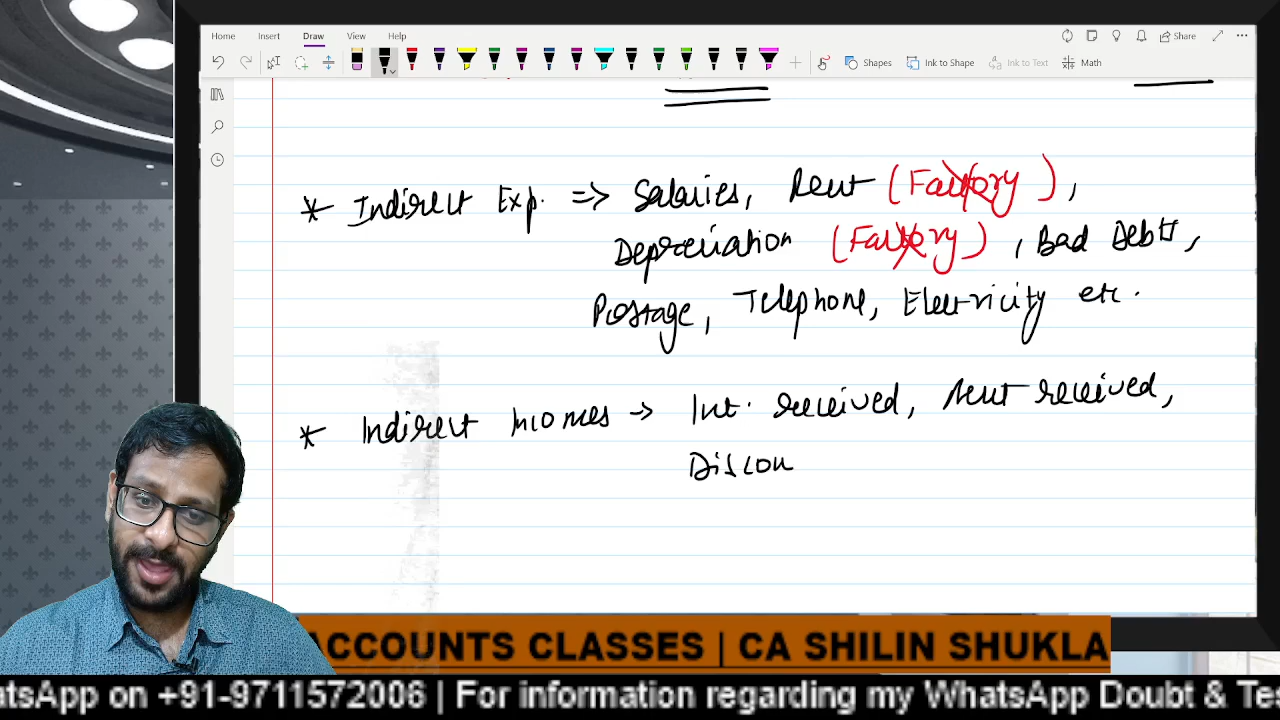 Home Insert Draw View Help Share
Shapes Ink to Shape Ink to Text Math
* Indirect Exp. => Salaries, Rent (Factory),
Depreciation (Factory), Bad Debts,
Postage, Telephone, Electricity etc.
* Indirect Incomes → Int. received, Rent received,
Discou
ACCOUNTS CLASSES | CA SHILIN SHUKLA
atsApp on +91-9711572006 | For information regarding my WhatsApp Doubt & Tes